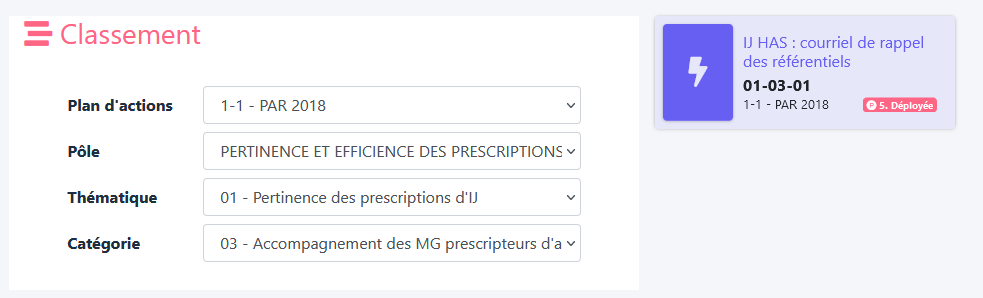 Classement
Plan d'actions
1-1 - PAR 2018
Pôle
PERTINENCE ET EFFICIENCE DES PRESCRIPTIONS
Thématique
01 - Pertinence des prescriptions d'IJ
Catégorie
03 - Accompagnement des MG prescripteurs d'a
IJ HAS : courriel de rappel
des référentiels
01-03-01
1-1 - PAR 2018
P 5. Déployée